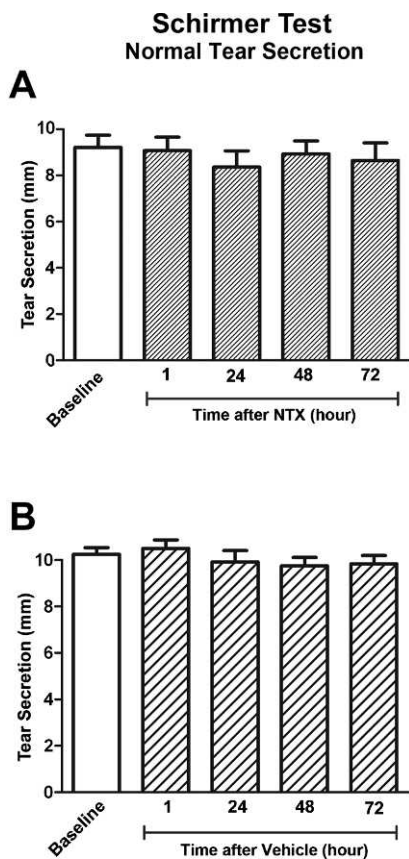 Schirmer Test
Normal Tear Secretion
A
Tear Secretion (mm)
10
8
6
4
2
0
Baseline
1 24 48 72
Time after NTX (hour)
B
Tear Secretion (mm)
10
8
6
4
2
0
Baseline
1 24 48 72
Time after Vehicle (hour)